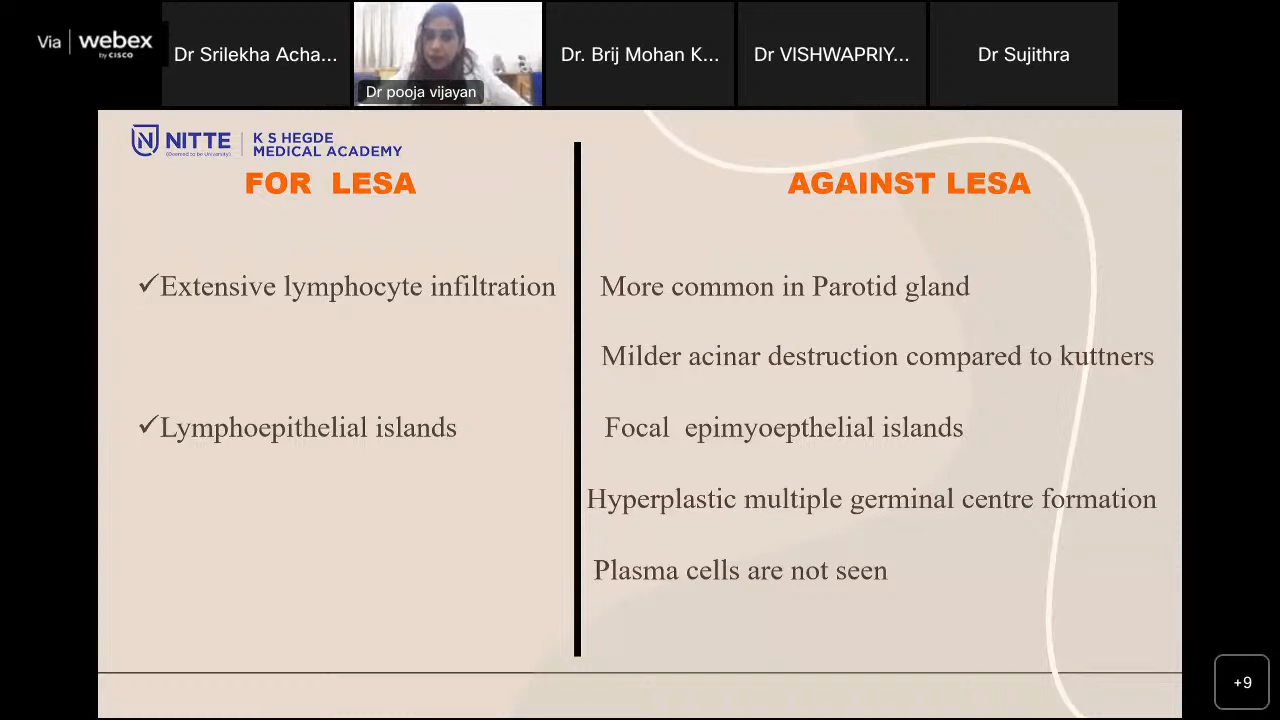 Via webex
by CISCO
Dr Srilekha Acha...
Dr pooja vijayan
Dr. Brij Mohan K...
Dr VISHWAPRIY...
Dr Sujithra
NITTE
(Deemed to be University)
K S HEGDE
MEDICAL ACADEMY
FOR LESA
AGAINST LESA
✓Extensive lymphocyte infiltration
More common in Parotid gland
Milder acinar destruction compared to kuttners
✓Lymphoepithelial islands
Focal epimyoepthelial islands
Hyperplastic multiple germinal centre formation
Plasma cells are not seen
+9